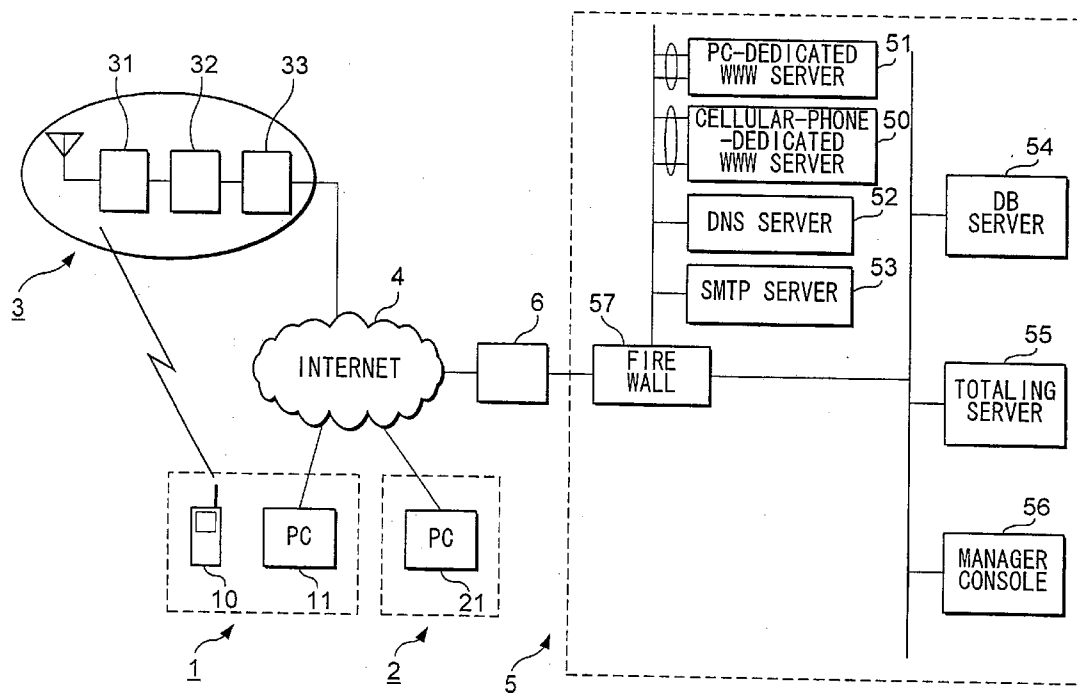 31
32
33
3
4
INTERNET
6
57
FIRE
WALL
PC-DEDICATED
WWW SERVER
51
CELLULAR-PHONE
-DEDICATED
WWW SERVER
50
DNS SERVER
52
SMTP SERVER
53
54
DB
SERVER
55
TOTALING
SERVER
56
MANAGER
CONSOLE
10
PC
11
PC
21
1
2
5